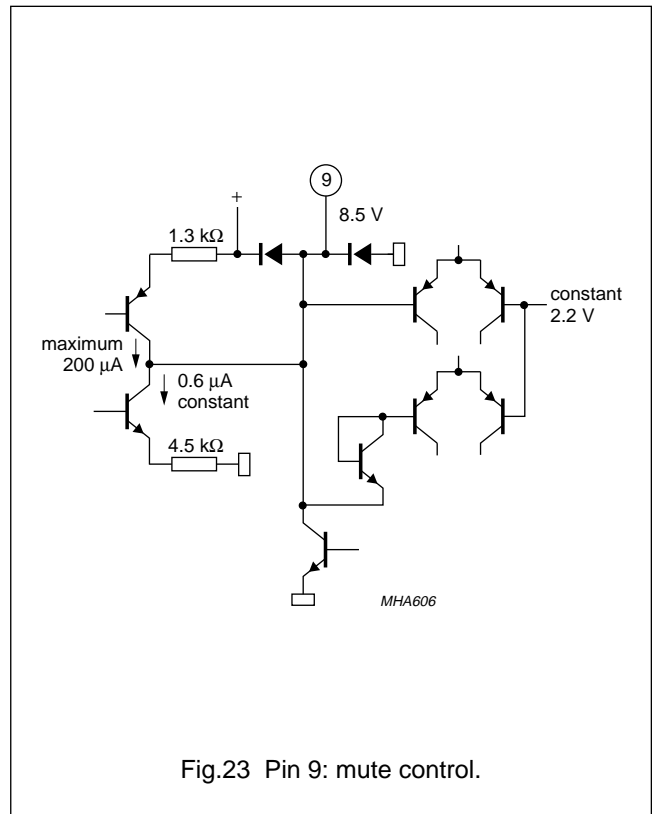 9
+
8.5 V
1.3 kΩ
constant
2.2 V
maximum
200 μA
0.6 μA
constant
4.5 kΩ
MHA606
Fig.23 Pin 9: mute control.